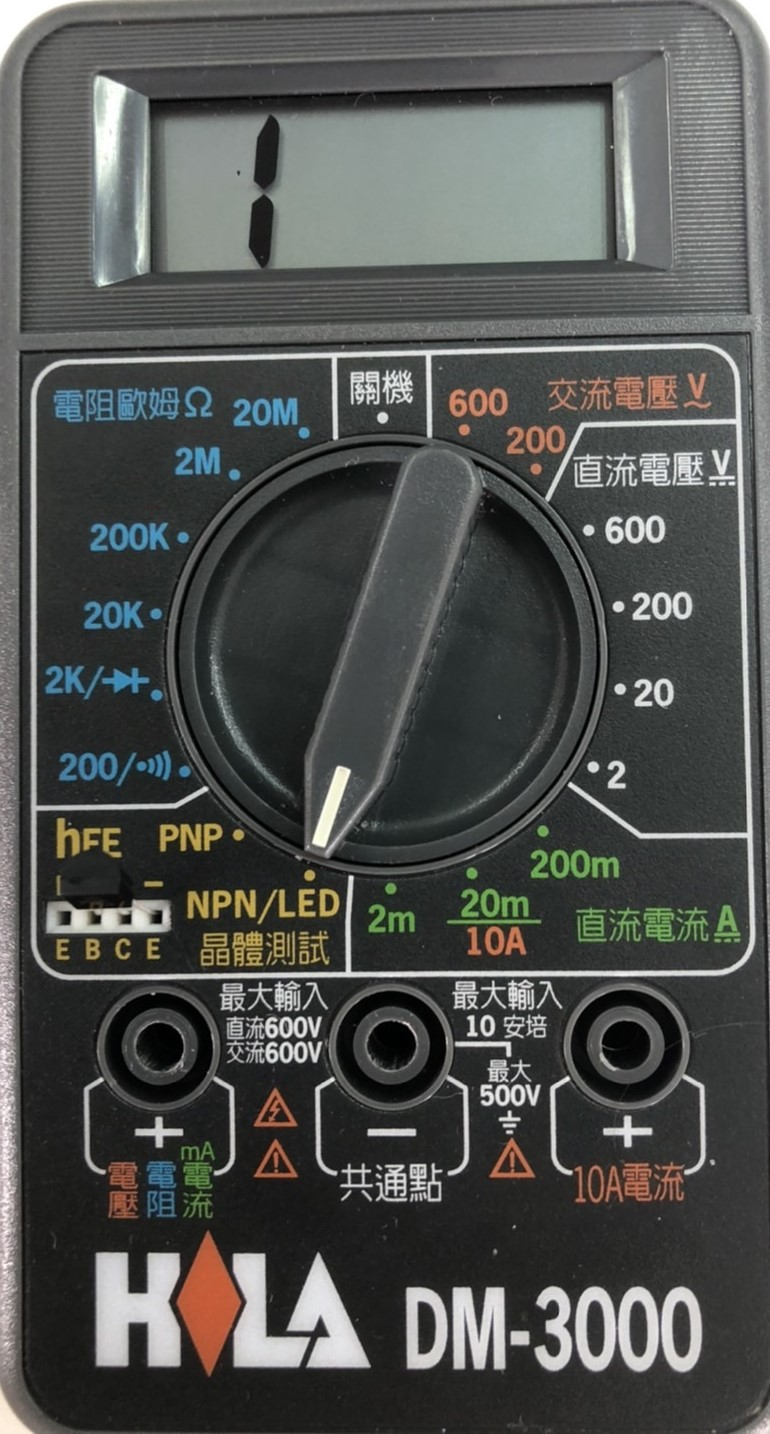 1
電阻歐姆Ω
20M
2M
200K
20K
2K/
200/
關機
600
200
交流電壓V
直流電壓V
600
200
20
2
hFE PNP
NPN/LED
晶體測試
E B C E
2m
20m
10A
200m
直流電流A
最大輸入
直流600V
交流600V
最大輸入
10 安培
最大
500V
+
電壓
電阻
mA
電流
−
共通點
+
10A電流
HOLA DM-3000